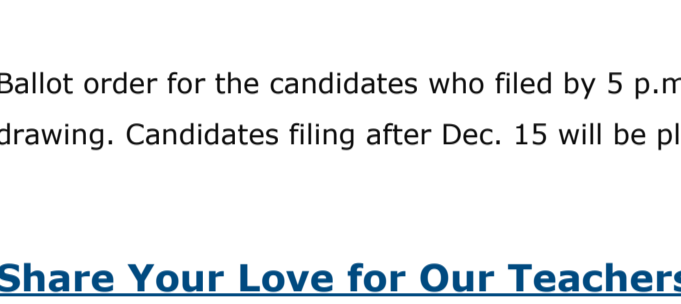 Ballot order for the candidates who filed by 5 p.m
drawing. Candidates filing after Dec. 15 will be pl
Share Your Love for Our Teachers